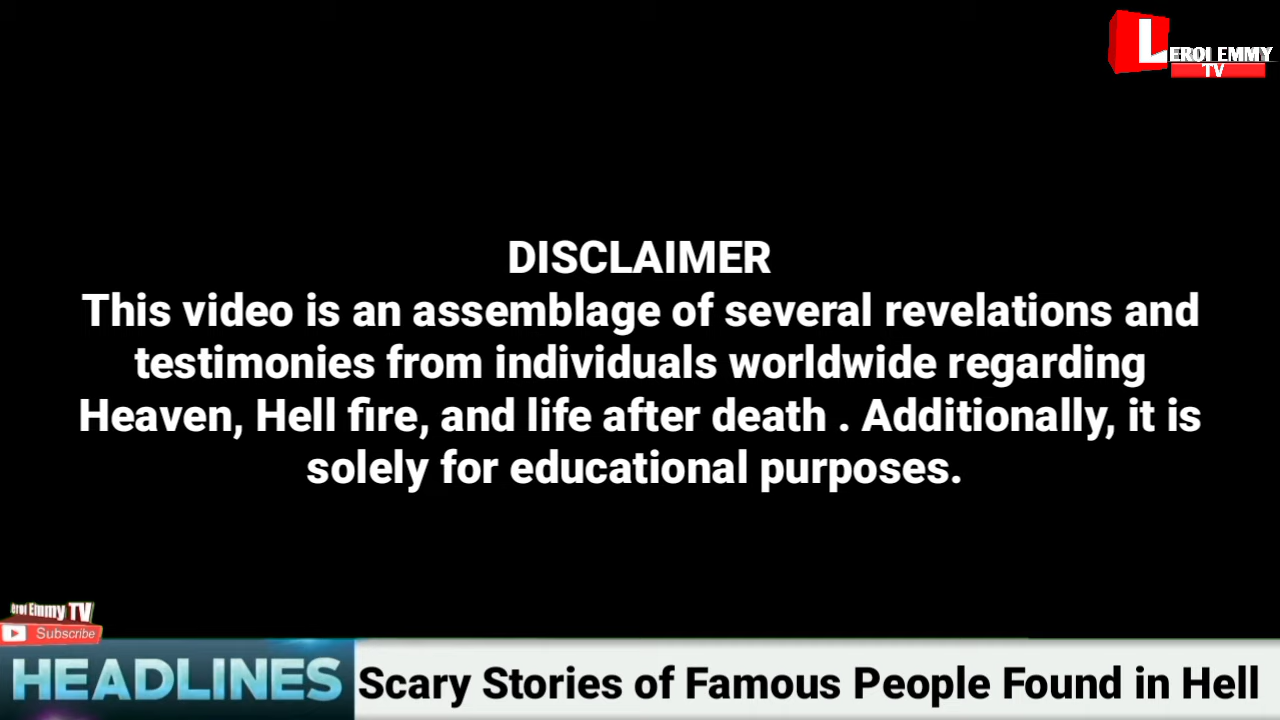 LEROI EMMY
TV
DISCLAIMER
This video is an assemblage of several revelations and
testimonies from individuals worldwide regarding
Heaven, Hell fire, and life after death . Additionally, it is
solely for educational purposes.
eroi Emmy TV
Subscribe
HEADLINES Scary Stories of Famous People Found in Hell